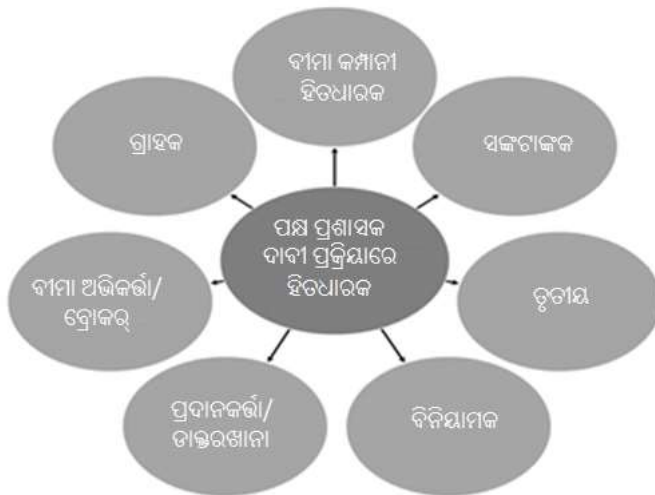 ବୀମା କମ୍ପାନୀ
ହିତଧାରକ
ଗ୍ରାହକ
ସଙ୍କଟାଙ୍କକ
ପକ୍ଷ ପ୍ରଶାସକ
ଦାବୀ ପ୍ରକ୍ରିୟାରେ
ହିତଧାରକ
ବୀମା ଅଭିକର୍ତ୍ତା/
ବ୍ରୋକର୍
ତୃତୀୟ
ପ୍ରଦାନକର୍ତ୍ତା/
ଡାକ୍ତରଖାନା
ବିନିୟାମକ